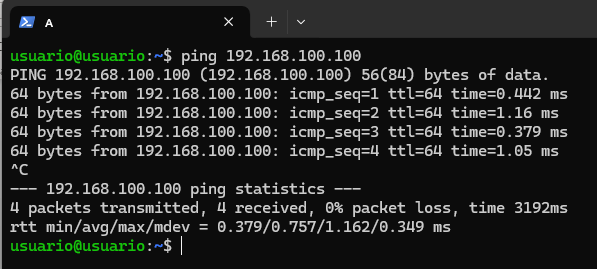 A
usuario@usuario:~$ ping 192.168.100.100
PING 192.168.100.100 (192.168.100.100) 56(84) bytes of data.
64 bytes from 192.168.100.100: icmp_seq=1 ttl=64 time=0.442 ms
64 bytes from 192.168.100.100: icmp_seq=2 ttl=64 time=1.16 ms
64 bytes from 192.168.100.100: icmp_seq=3 ttl=64 time=0.379 ms
64 bytes from 192.168.100.100: icmp_seq=4 ttl=64 time=1.05 ms
^C
--- 192.168.100.100 ping statistics ---
4 packets transmitted, 4 received, 0% packet loss, time 3192ms
rtt min/avg/max/mdev = 0.379/0.757/1.162/0.349 ms
usuario@usuario:~$